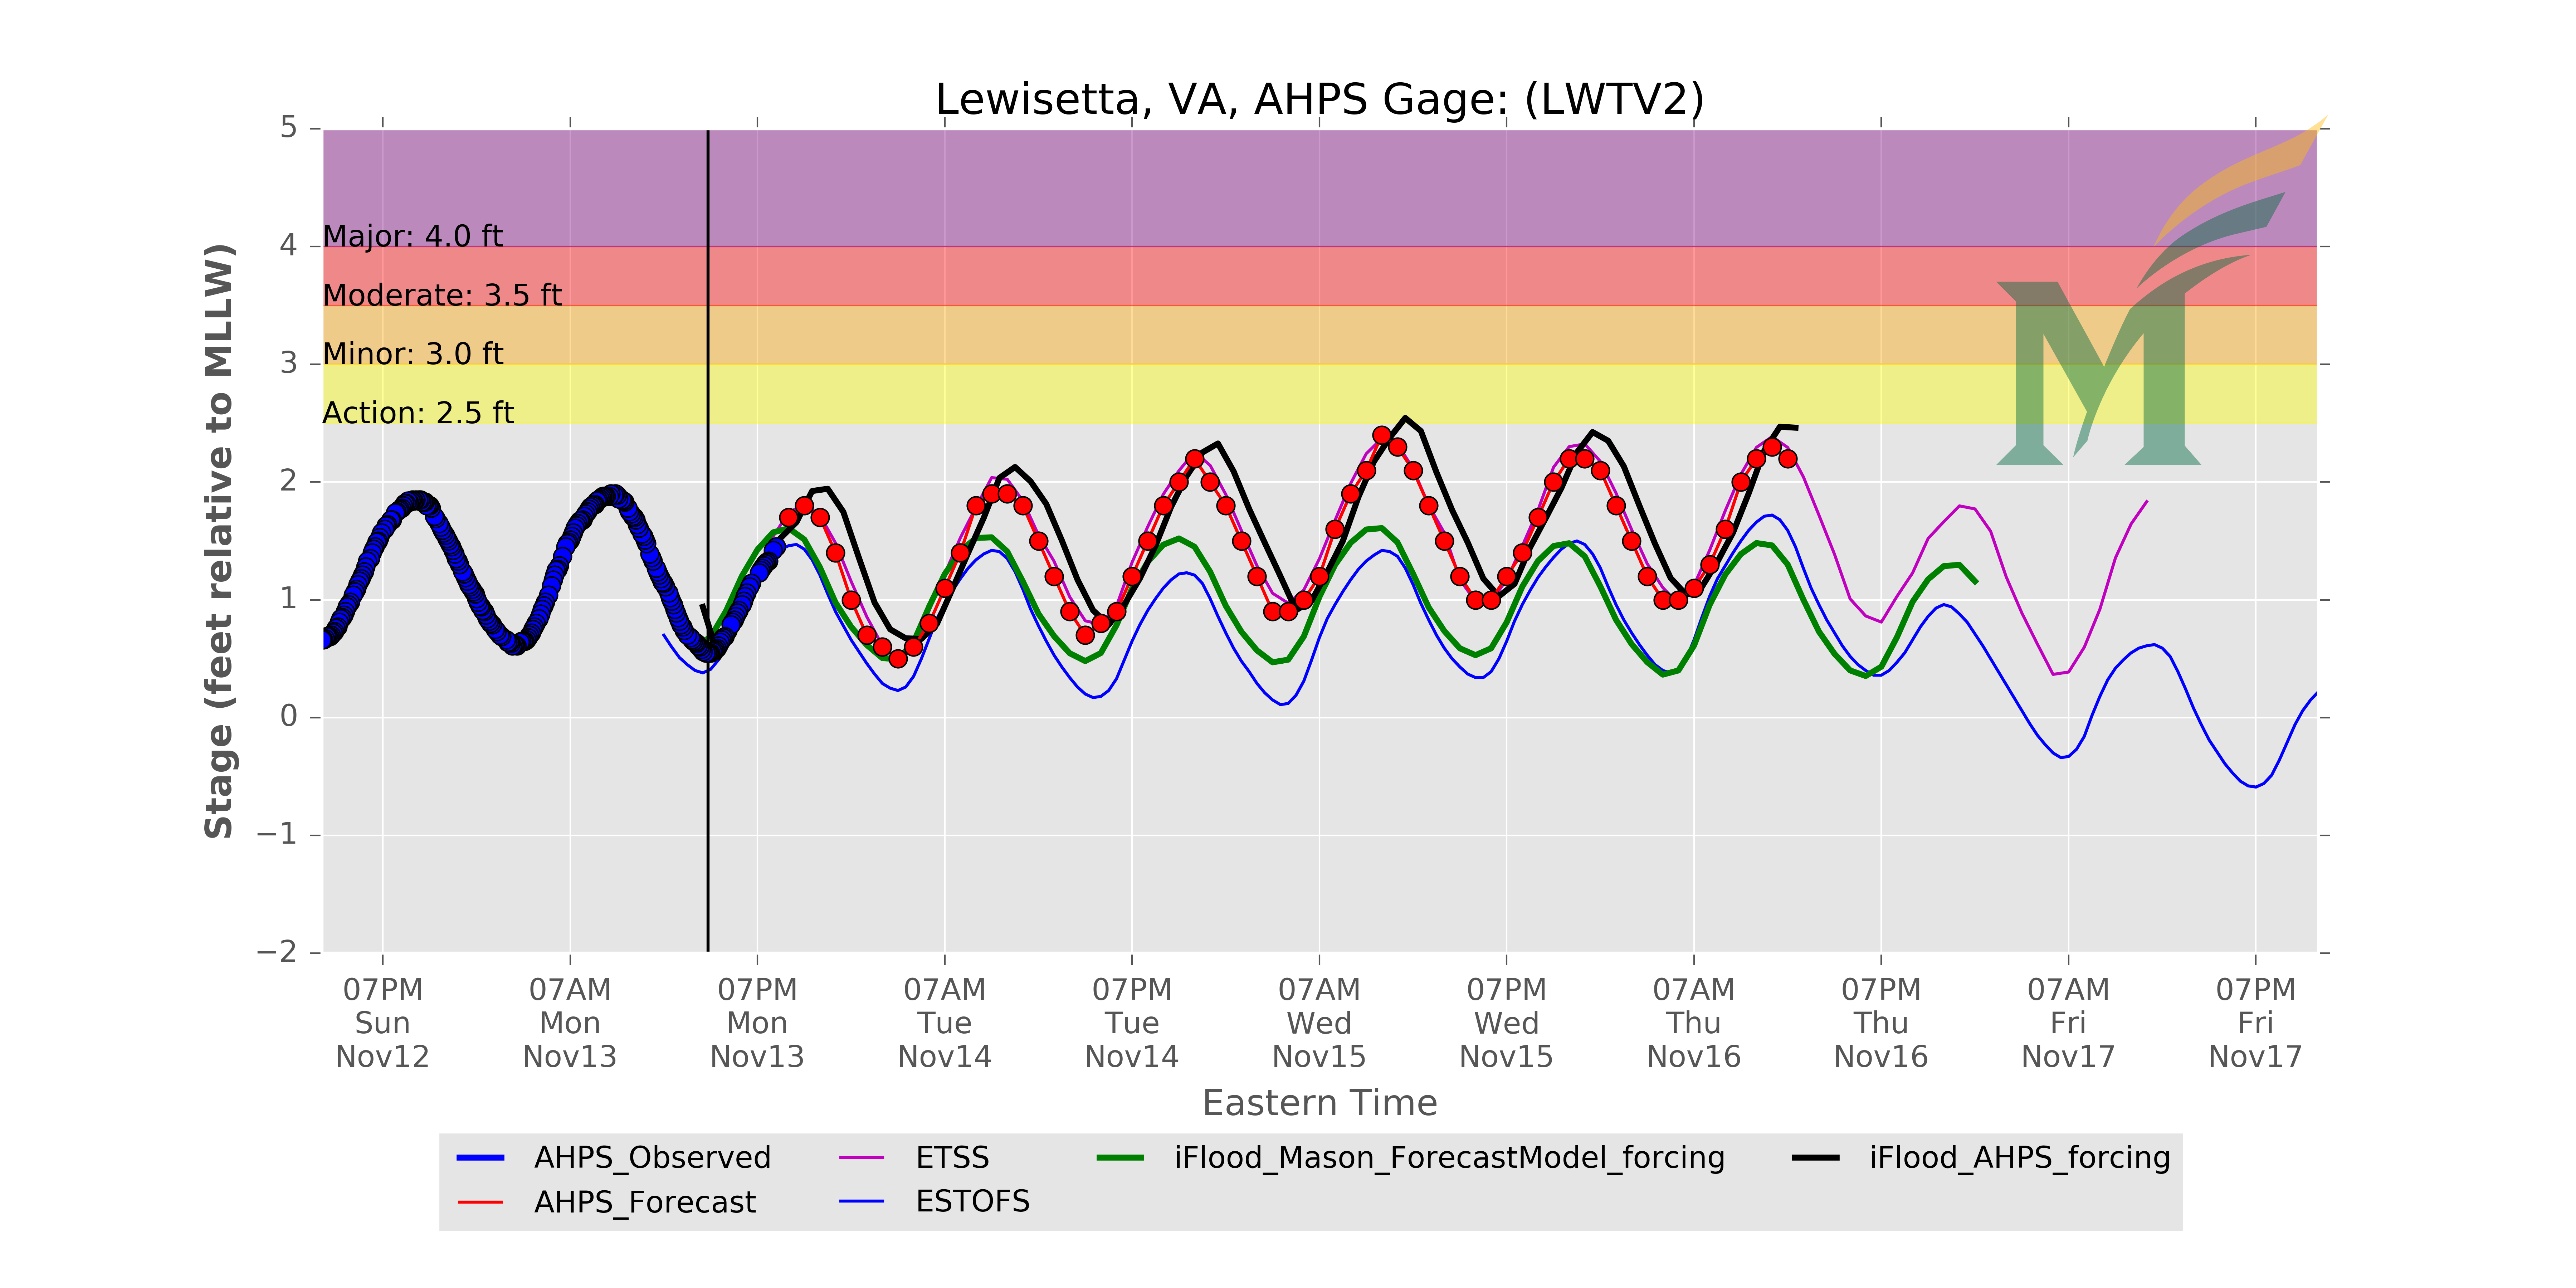 Lewisetta, VA, AHPS Gage: (LWTV2)
Stage (feet relative to MLLW)
5
4
3
2
1
0
−1
−2
Major: 4.0 ft
Moderate: 3.5 ft
Minor: 3.0 ft
Action: 2.5 ft
M
07PM 07AM 07PM 07AM 07PM 07AM 07PM 07AM 07PM 07AM 07PM
Sun Mon Mon Tue Tue Wed Wed Thu Thu Fri Fri
Nov12 Nov13 Nov13 Nov14 Nov14 Nov15 Nov15 Nov16 Nov16 Nov17 Nov17
Eastern Time
AHPS_Observed ETSS iFlood_Mason_ForecastModel_forcing iFlood_AHPS_forcing
AHPS_Forecast ESTOFS